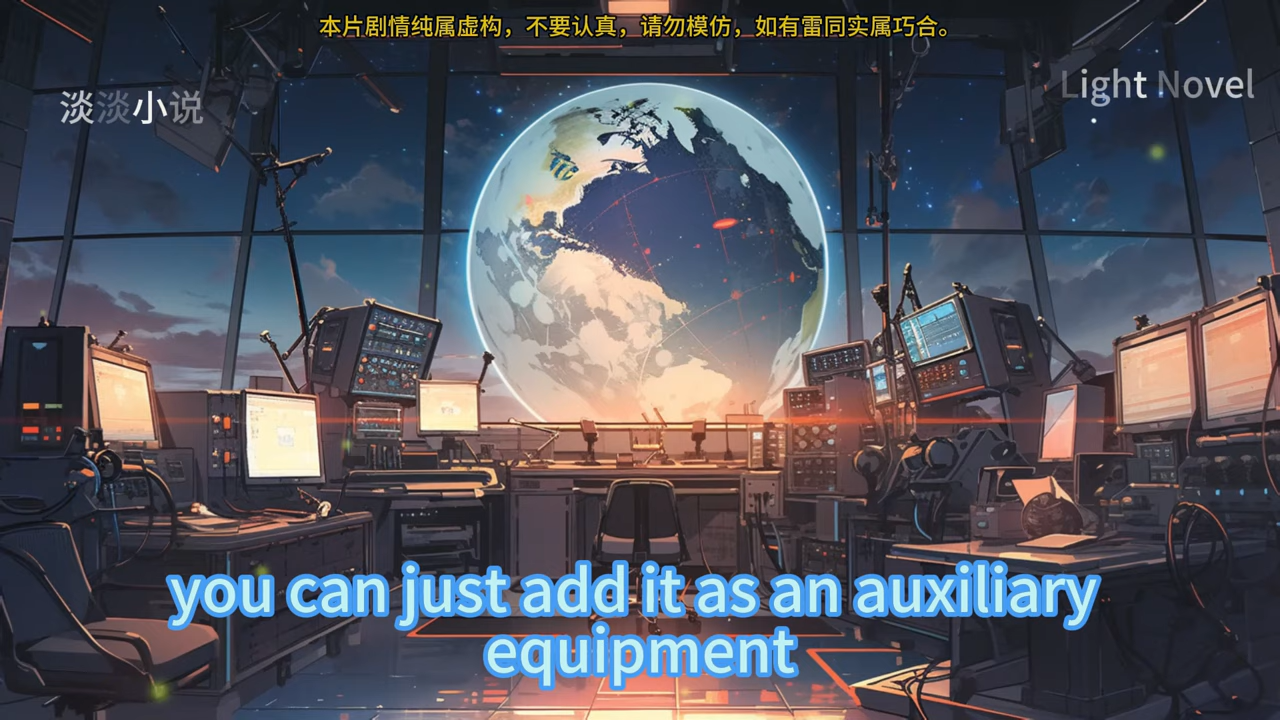 本片剧情纯属虚构，不要认真，请勿模仿，如有雷同实属巧合。
淡淡小说
Light Novel
you can just add it as an auxiliary
equipment